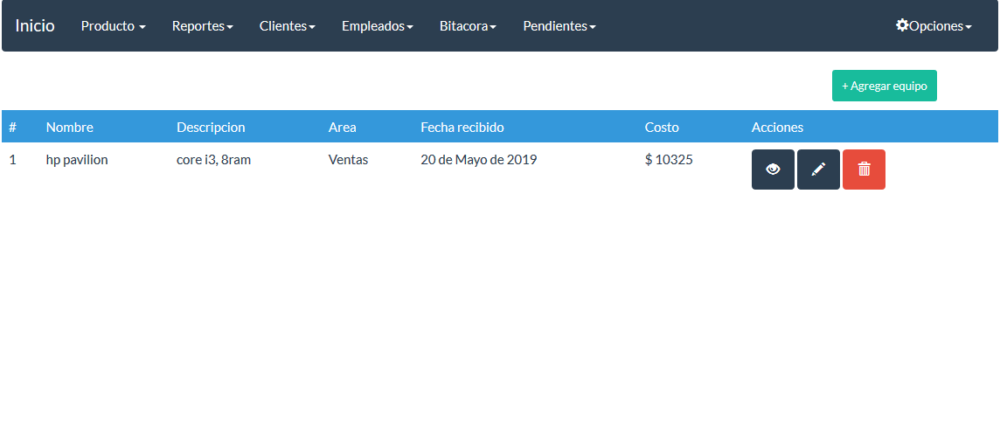 Inicio Producto Reportes Clientes Empleados Bitacora Pendientes Opciones
+ Agregar equipo
# Nombre Descripcion Area Fecha recibido Costo Acciones
1 hp pavilion core i3, 8ram Ventas 20 de Mayo de 2019 $ 10325